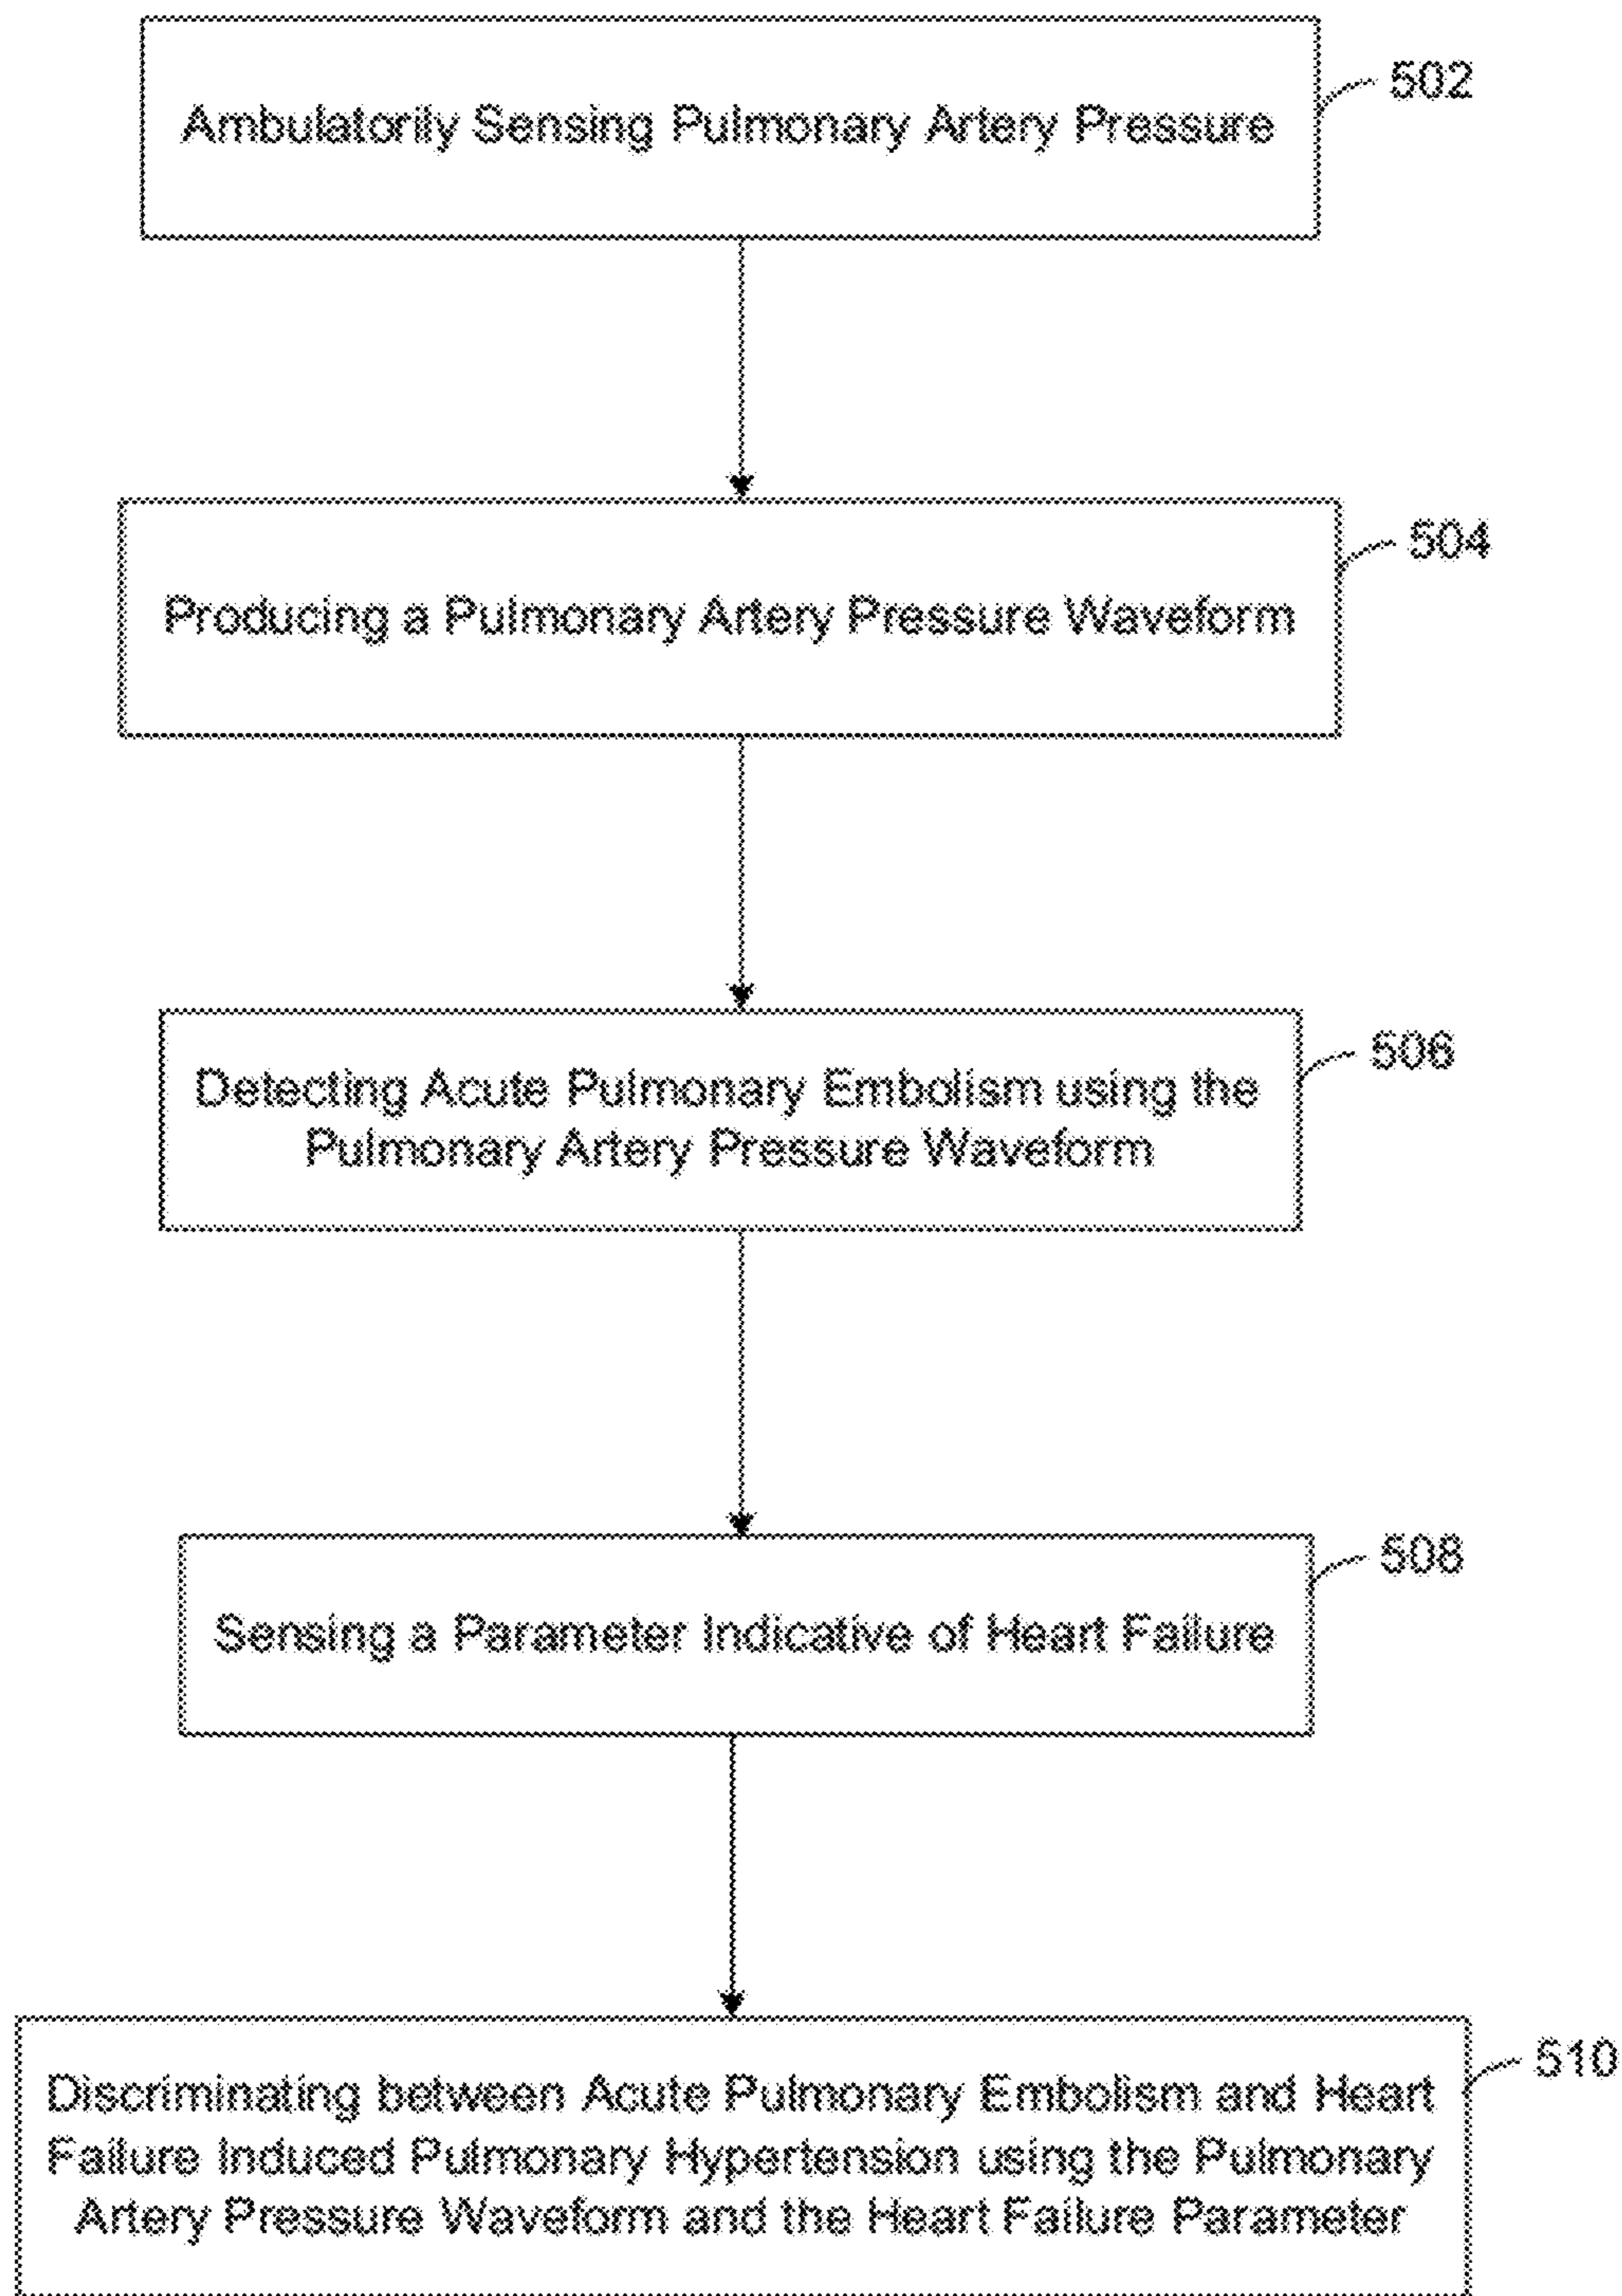 502
Ambulatorily Sensing Pulmonary Artery Pressure
504
Producing a Pulmonary Artery Pressure Waveform
506
Detecting Acute Pulmonary Embolism using the
Pulmonary Artery Pressure Waveform
508
Sensing a Parameter Indicative of Heart Failure
510
Discriminating between Acute Pulmonary Embolism and Heart
Failure Induced Pulmonary Hypertension using the Pulmonary
Artery Pressure Waveform and the Heart Failure Parameter